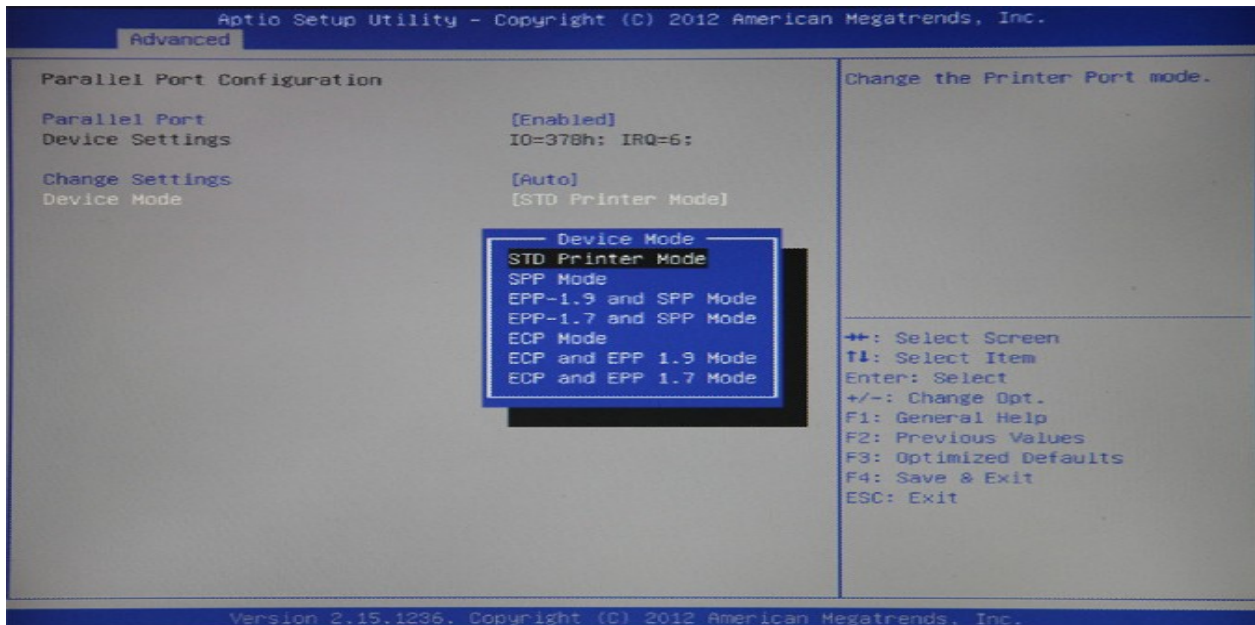 Aptio Setup Utility - Copyright (C) 2012 American Megatrends, Inc.
Advanced
Parallel Port Configuration
Parallel Port [Enabled]
Device Settings IO=378h; IRQ=6;
Change Settings [Auto]
Device Mode [STD Printer Mode]
Device Mode
STD Printer Mode
SPP Mode
EPP-1.9 and SPP Mode
EPP-1.7 and SPP Mode
ECP Mode
ECP and EPP 1.9 Mode
ECP and EPP 1.7 Mode
Change the Printer Port mode.
→←: Select Screen
↑↓: Select Item
Enter: Select
+/-: Change Opt.
F1: General Help
F2: Previous Values
F3: Optimized Defaults
F4: Save & Exit
ESC: Exit
Version 2.15.1236. Copyright (C) 2012 American Megatrends, Inc.